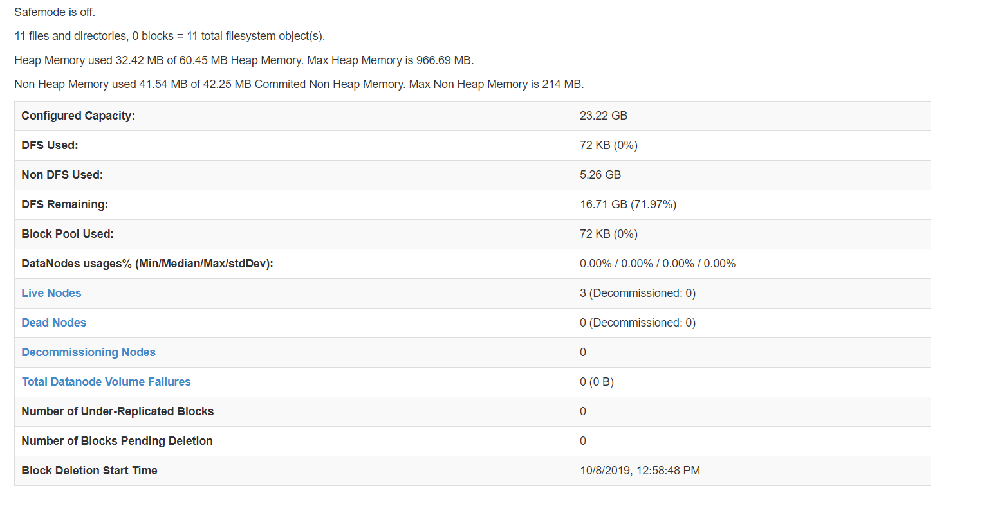 Safemode is off.
11 files and directories, 0 blocks = 11 total filesystem object(s).
Heap Memory used 32.42 MB of 60.45 MB Heap Memory. Max Heap Memory is 966.69 MB.
Non Heap Memory used 41.54 MB of 42.25 MB Commited Non Heap Memory. Max Non Heap Memory is 214 MB.
Configured Capacity: 23.22 GB
DFS Used: 72 KB (0%)
Non DFS Used: 5.26 GB
DFS Remaining: 16.71 GB (71.97%)
Block Pool Used: 72 KB (0%)
DataNodes usages% (Min/Median/Max/stdDev): 0.00% / 0.00% / 0.00% / 0.00%
Live Nodes 3 (Decommissioned: 0)
Dead Nodes 0 (Decommissioned: 0)
Decommissioning Nodes 0
Total Datanode Volume Failures 0 (0 B)
Number of Under-Replicated Blocks 0
Number of Blocks Pending Deletion 0
Block Deletion Start Time 10/8/2019, 12:58:48 PM